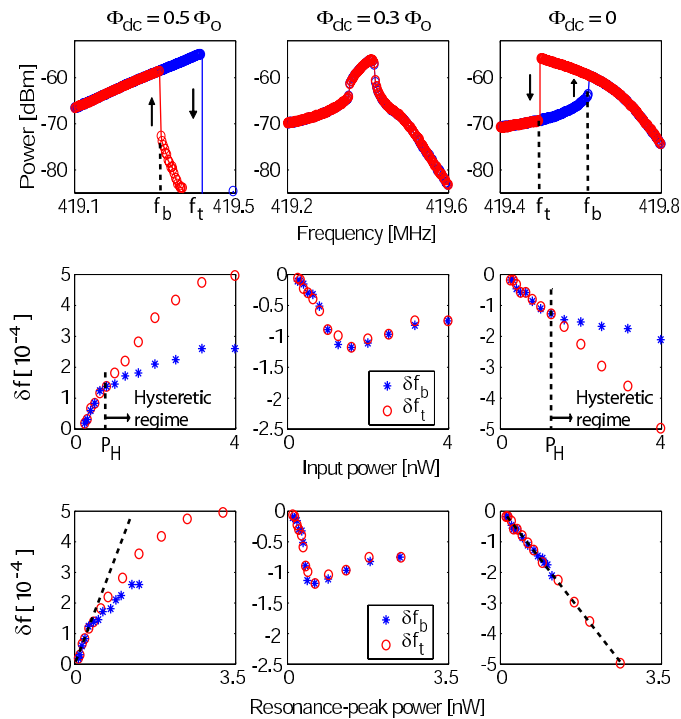 Φdc = 0.5 Φo
Φdc = 0.3 Φo
Φdc = 0
Power [dBm]
-60
-70
-80
-60
-70
-80
-60
-70
-80
419.1 fb ft 419.5
419.2 419.6
419.4 ft fb 419.8
Frequency [MHz]
δf [10⁻⁴]
5
4
3
2
1
0
Hysteretic
regime
0 PH 4
0
-0.5
-1
-1.5
-2
-2.5
δfb
δft
0 4
0
-1
-2
-3
-4
-5
Hysteretic
regime
0 PH 4
Input power [nW]
δf [10⁻⁴]
5
4
3
2
1
0
0 3.5
0
-0.5
-1
-1.5
-2
-2.5
δfb
δft
0 3.5
0
-1
-2
-3
-4
-5
0 3.5
Resonance-peak power [nW]